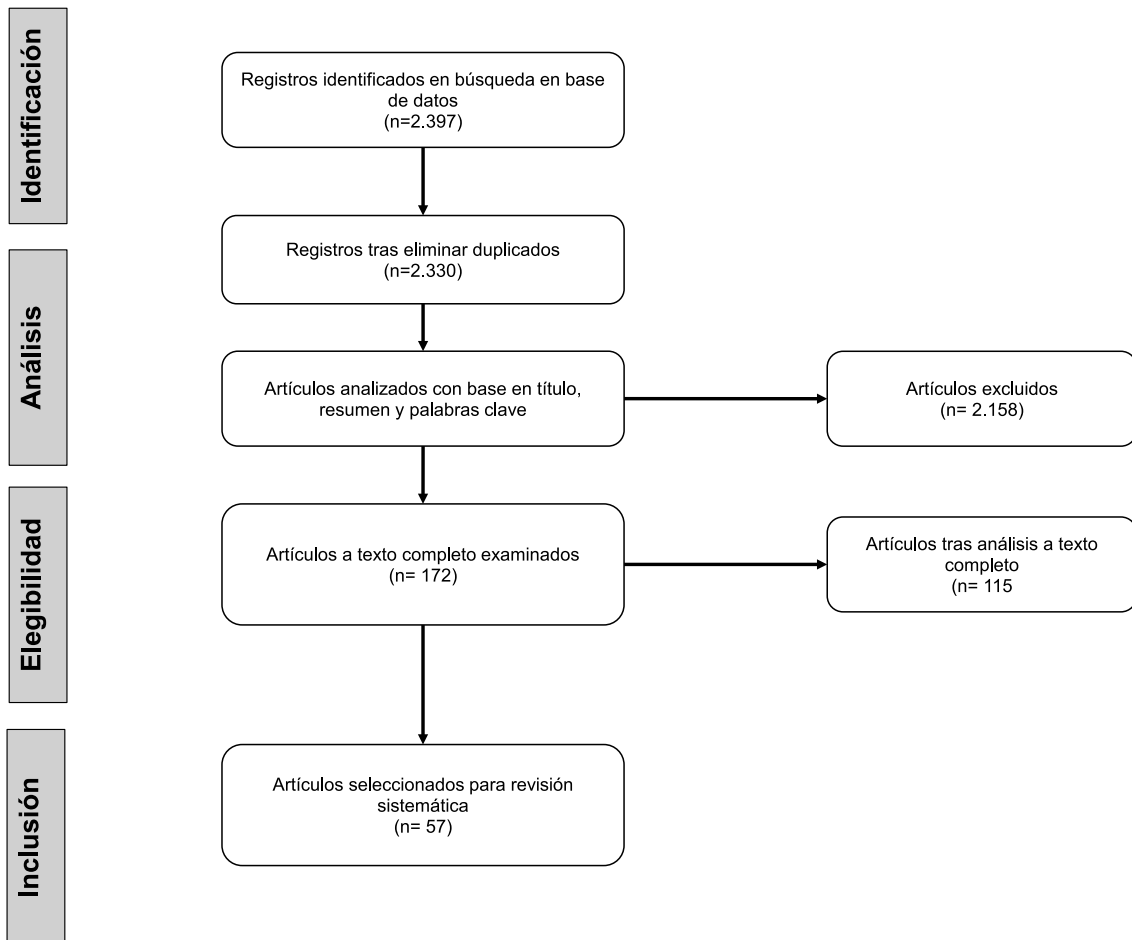 Identificación
Registros identificados en búsqueda en base
de datos
(n=2.397)
Análisis
Registros tras eliminar duplicados
(n=2.330)
Artículos analizados con base en título,
resumen y palabras clave
Artículos excluidos
(n= 2.158)
Elegibilidad
Artículos a texto completo examinados
(n= 172)
Artículos tras análisis a texto
completo
(n= 115
Inclusión
Artículos seleccionados para revisión
sistemática
(n= 57)